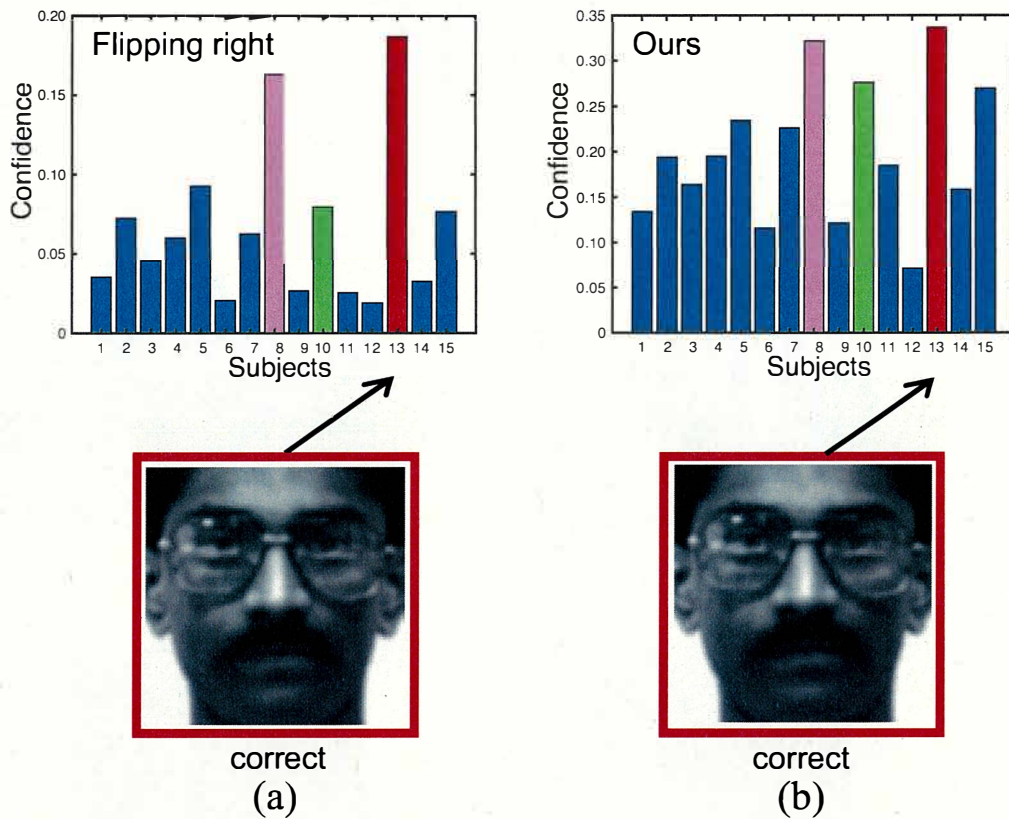 Flipping right
0.20
0.15
0.10
0.05
0
Confidence
1 2 3 4 5 6 7 8 9 10 11 12 13 14 15
Subjects
correct
(a)
Ours
0.35
0.30
0.25
0.20
0.15
0.10
0.05
0
Confidence
1 2 3 4 5 6 7 8 9 10 11 12 13 14 15
Subjects
correct
(b)